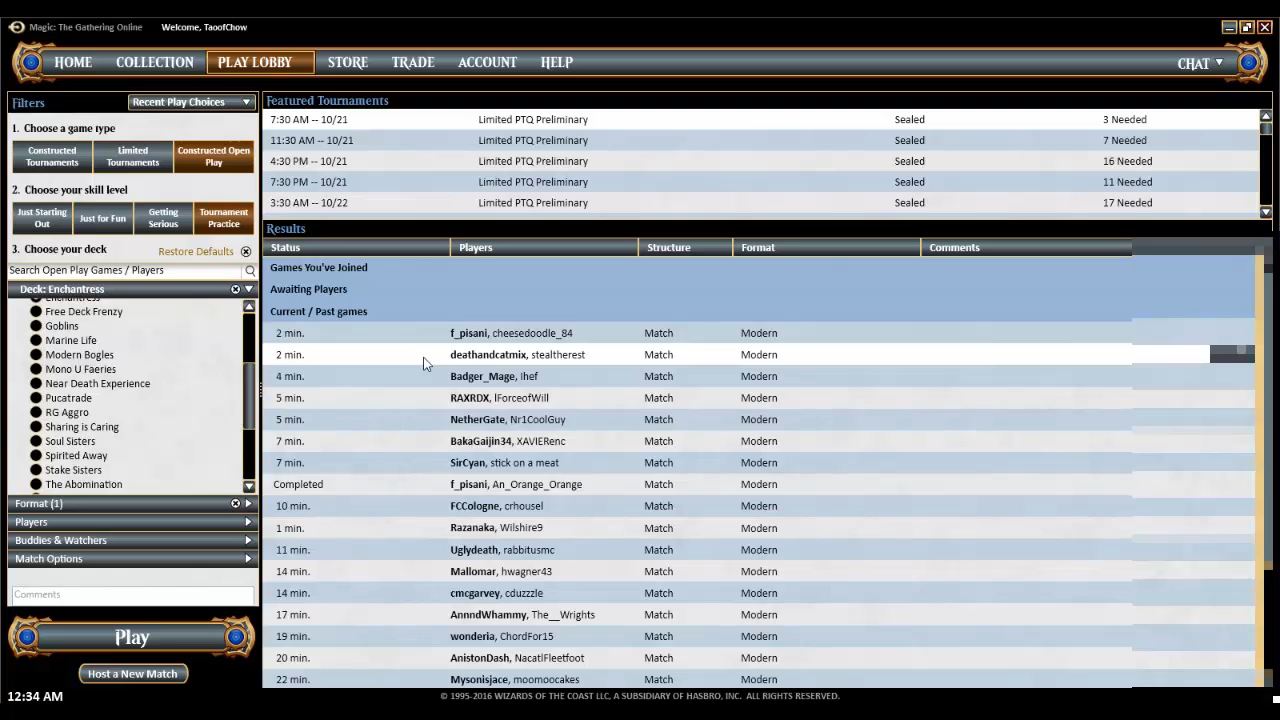 Magic: The Gathering Online Welcome, TaoofChow
HOME COLLECTION PLAY LOBBY STORE TRADE ACCOUNT HELP CHAT
Filters Recent Play Choices
1. Choose a game type
Constructed Tournaments Limited Tournaments Constructed Open Play
2. Choose your skill level
Just Starting Out Just for Fun Getting Serious Tournament Practice
3. Choose your deck Restore Defaults
Search Open Play Games / Players
Deck: Enchantress
Enchantress
Free Deck Frenzy
Goblins
Marine Life
Modern Bogles
Mono U Faeries
Near Death Experience
Pucatrade
RG Aggro
Sharing is Caring
Soul Sisters
Spirited Away
Stake Sisters
The Abomination
Format (1)
Players
Buddies & Watchers
Match Options
Comments
Play
Host a New Match
12:34 AM
Featured Tournaments
7:30 AM -- 10/21 Limited PTQ Preliminary Sealed 3 Needed
11:30 AM -- 10/21 Limited PTQ Preliminary Sealed 7 Needed
4:30 PM -- 10/21 Limited PTQ Preliminary Sealed 16 Needed
7:30 PM -- 10/21 Limited PTQ Preliminary Sealed 11 Needed
3:30 AM -- 10/22 Limited PTQ Preliminary Sealed 17 Needed
Results
Status Players Structure Format Comments
Games You've Joined
Awaiting Players
Current / Past games
2 min. f_pisani, cheesedoodle_84 Match Modern
2 min. deathandcatmix, stealtherest Match Modern
4 min. Badger_Mage, Ihef Match Modern
5 min. RAXRDX, IForceofWill Match Modern
5 min. NetherGate, Nr1CoolGuy Match Modern
7 min. BakaGaijin34, XAVIERenc Match Modern
7 min. SirCyan, stick on a meat Match Modern
Completed f_pisani, An_Orange_Orange Match Modern
10 min. FCCologne, crhousel Match Modern
1 min. Razanaka, Wilshire9 Match Modern
11 min. Uglydeath, rabbitusmc Match Modern
14 min. Mallomar, hwagner43 Match Modern
14 min. cmcgarvey, cduzzzle Match Modern
17 min. AnnndWhammy, The__Wrights Match Modern
19 min. wonderia, ChordFor15 Match Modern
20 min. AnistonDash, NacatlFleetfoot Match Modern
22 min. Mysonisjace, moomoocakes Match Modern
© 1995-2016 WIZARDS OF THE COAST LLC, A SUBSIDIARY OF HASBRO, INC. ALL RIGHTS RESERVED.